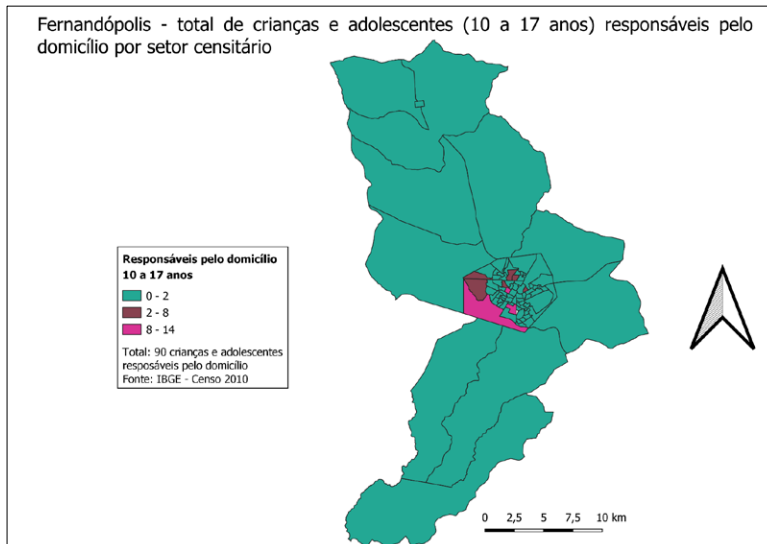 Fernandópolis - total de crianças e adolescentes (10 a 17 anos) responsáveis pelo
domicílio por setor censitário
Responsáveis pelo domicílio
10 a 17 anos
0 - 2
2 - 8
8 - 14
Total: 90 crianças e adolescentes
resposáveis pelo domicílio
Fonte: IBGE - Censo 2010
0 2,5 5 7,5 10 km